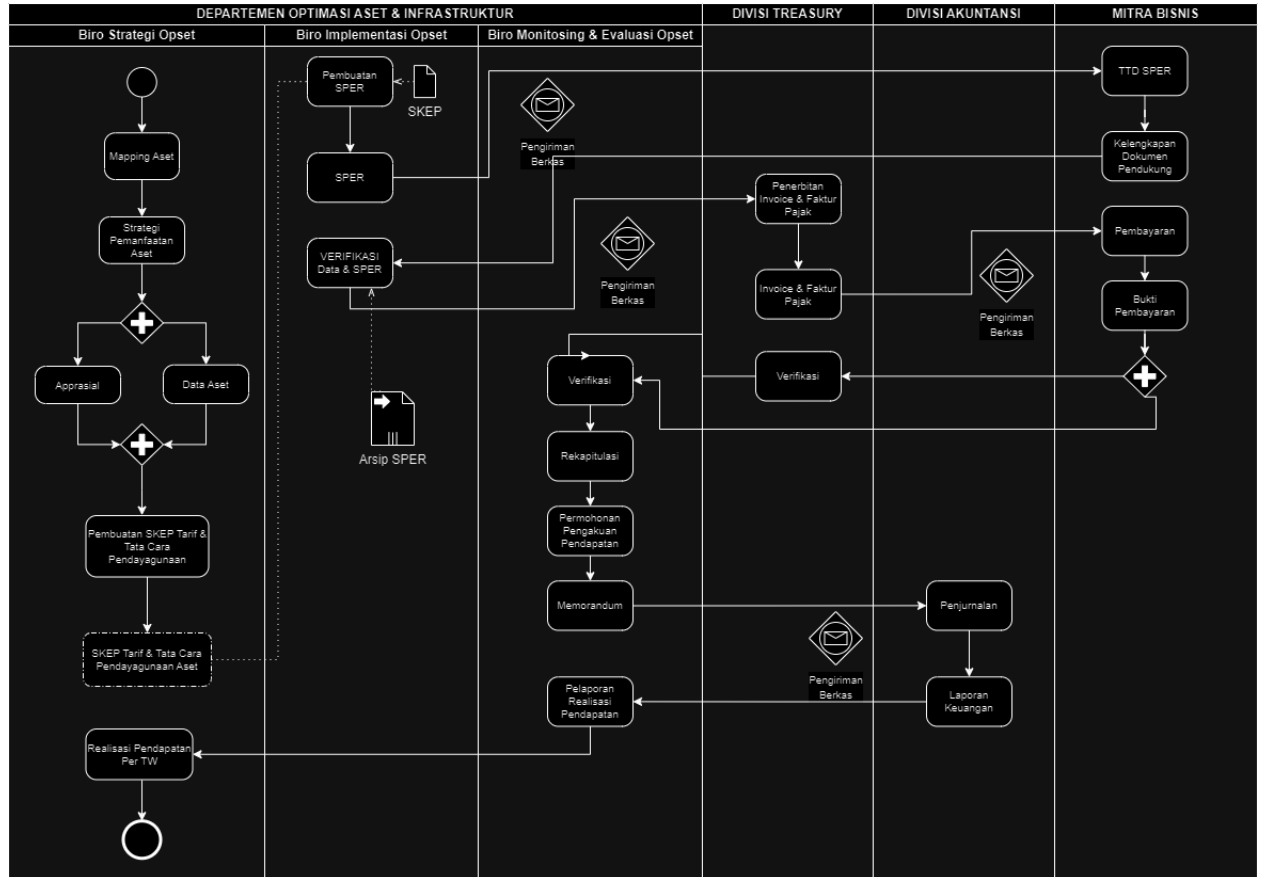 DEPARTEMEN OPTIMASI ASET & INFRASTRUKTUR
DIVISI TREASURY
DIVISI AKUNTANSI
MITRA BISNIS
Biro Strategi Opset
Biro Implementasi Opset
Biro Monitosing & Evaluasi Opset
Mapping Aset
Strategi
Pemanfaatan
Aset
Apprasial
Data Aset
Pembuatan SKEP Tarif &
Tata Cara
Pendayagunaan
SKEP Tarif & Tata Cara
Pendayagunaan Aset
Realisasi Pendapatan
Per TW
Pembuatan
SPER
SKEP
SPER
VERIFIKASI
Data & SPER
Arsip SPER
Pengiriman
Berkas
Pengiriman
Berkas
Verifikasi
Rekapitulasi
Permohonan
Pengakuan
Pendapatan
Memorandum
Pelaporan
Realisasi
Pendapatan
Penerbitan
Invoice & Faktur
Pajak
Invoice & Faktur
Pajak
Verifikasi
Pengiriman
Berkas
Pengiriman
Berkas
Penjurnalan
Laporan
Keuangan
TTD SPER
Kelengkapan
Dokumen
Pendukung
Pembayaran
Bukti
Pembayaran